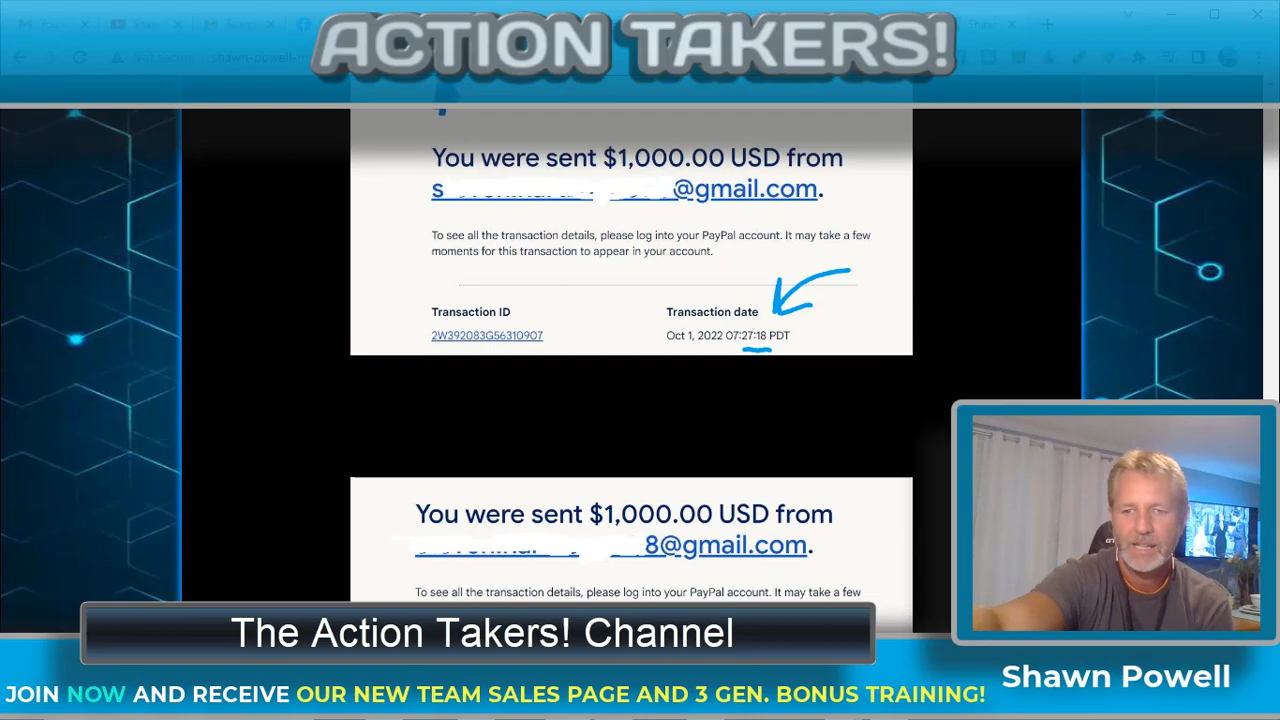 ACTION TAKERS!
You were sent $1,000.00 USD from
s @gmail.com.
To see all the transaction details, please log into your PayPal account. It may take a few
moments for this transaction to appear in your account.
Transaction ID
Transaction date
2W392083G56310907
Oct 1, 2022 07:27:18 PDT
You were sent $1,000.00 USD from
8@gmail.com.
To see all the transaction details, please log into your PayPal account. It may take a few
The Action Takers! Channel
Shawn Powell
JOIN NOW AND RECEIVE OUR NEW TEAM SALES PAGE AND 3 GEN. BONUS TRAINING!